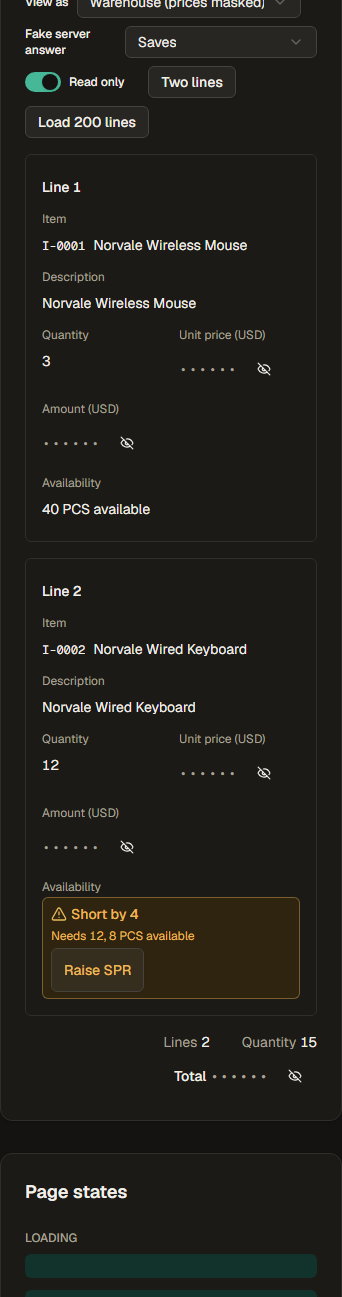 View as Warehouse (prices masked)
Fake server answer Saves
Read only Two lines
Load 200 lines
Line 1
Item
I-0001 Norvale Wireless Mouse
Description
Norvale Wireless Mouse
Quantity Unit price (USD)
3 ••••••
Amount (USD)
••••••
Availability
40 PCS available
Line 2
Item
I-0002 Norvale Wired Keyboard
Description
Norvale Wired Keyboard
Quantity Unit price (USD)
12 ••••••
Amount (USD)
••••••
Availability
Short by 4
Needs 12, 8 PCS available
Raise SPR
Lines 2 Quantity 15
Total ••••••
Page states
LOADING